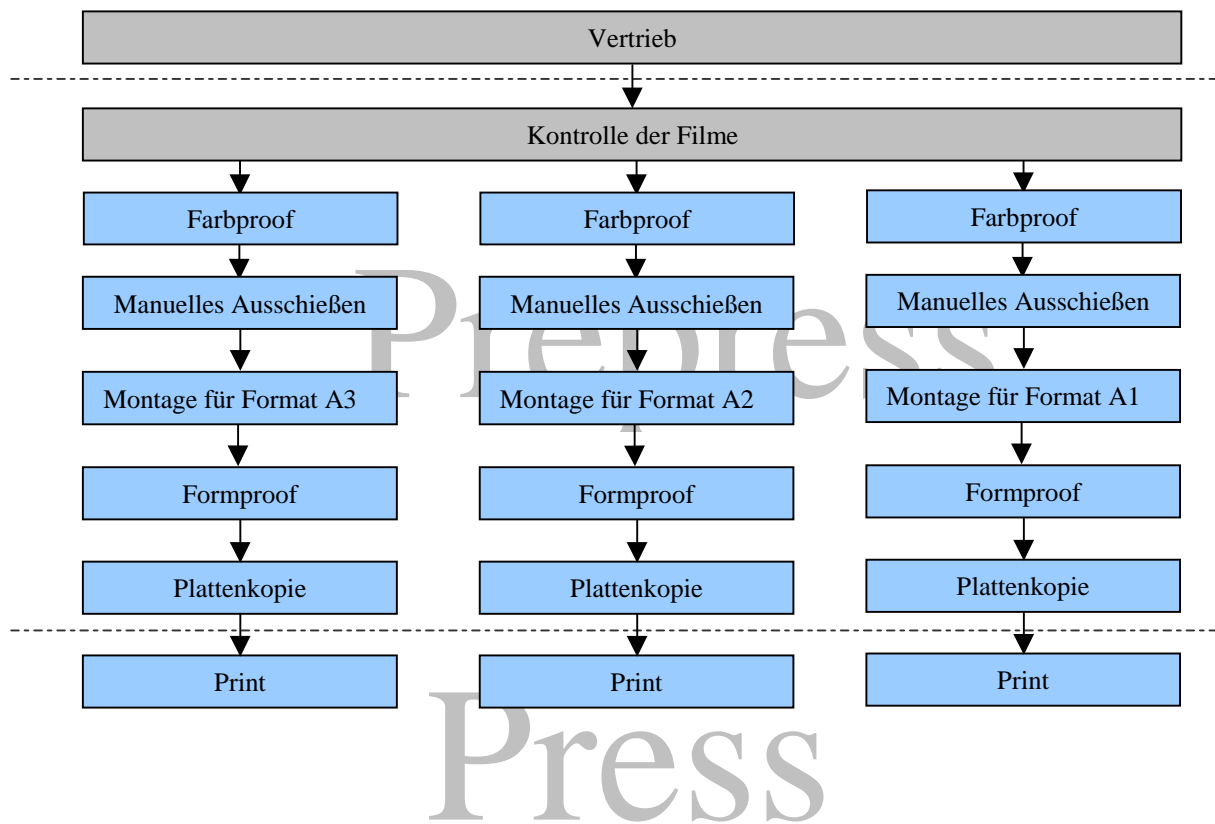 Vertrieb
Kontrolle der Filme
Farbproof
Farbproof
Farbproof
Manuelles Ausschießen
Manuelles Ausschießen
Manuelles Ausschießen
Prepress
Montage für Format A3
Montage für Format A2
Montage für Format A1
Formproof
Formproof
Formproof
Plattenkopie
Plattenkopie
Plattenkopie
Print
Print
Print
Press